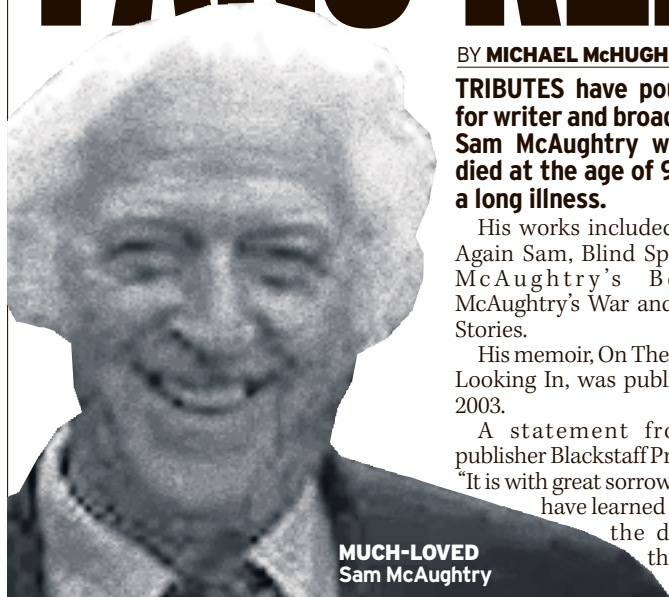 BY MICHAEL McHUGH
TRIBUTES have pou
for writer and broad
Sam McAughtry w
died at the age of 9
a long illness.
His works included
Again Sam, Blind Sp
McAughtry's Be
McAughtry's War and
Stories.
His memoir, On The
Looking In, was publi
2003.
A statement fro
publisher Blackstaff Pr
"It is with great sorrow
have learned
the d
th
MUCH-LOVED
Sam McAughtry